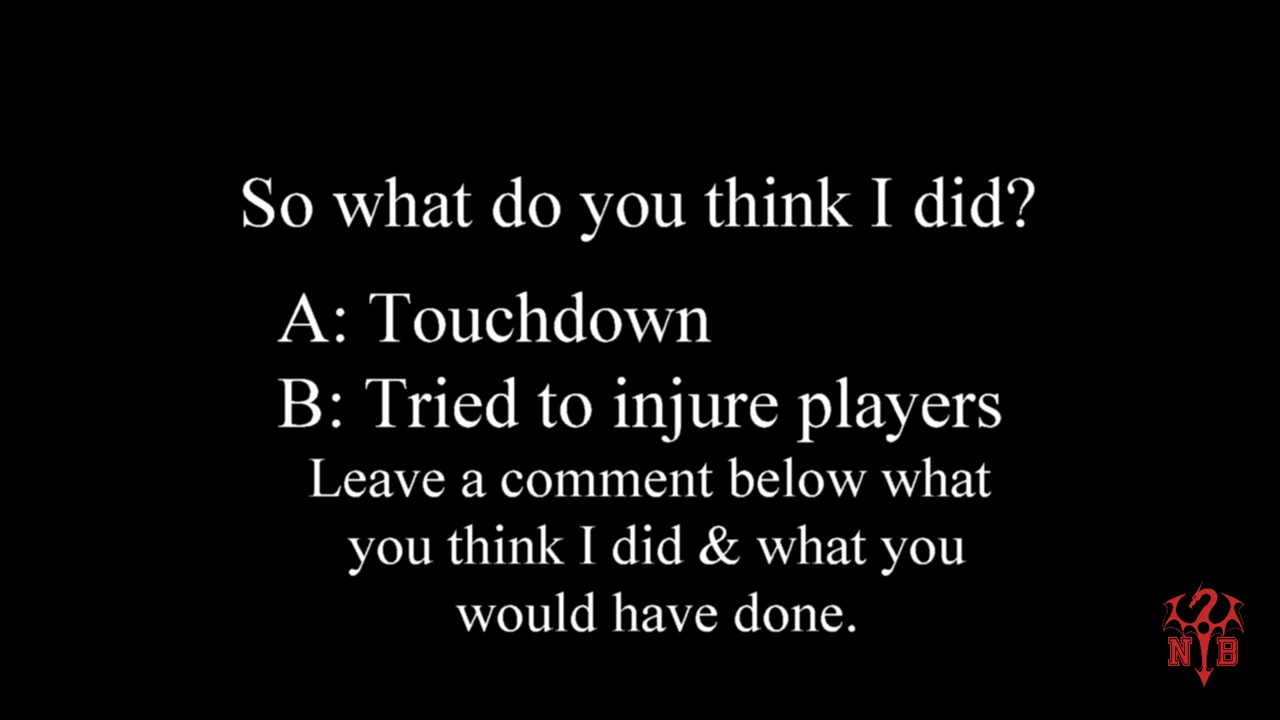 So what do you think I did?
A: Touchdown
B: Tried to injure players
Leave a comment below what
you think I did & what you
would have done.
N B